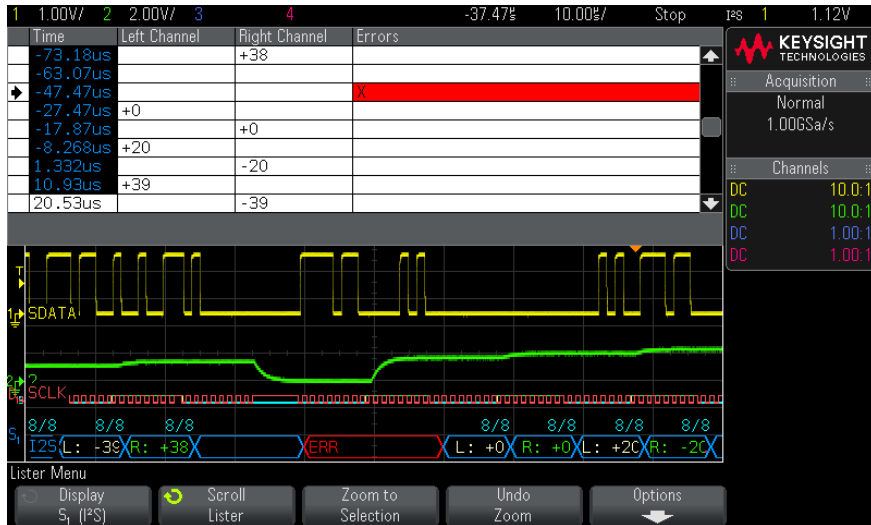 1 1.00V/ 2 2.00V/ 3 4 -37.47s 10.00s/ Stop I²S 1 1.12V
Time Left Channel Right Channel Errors
-73.18us +38
-63.07us
-47.47us X
-27.47us +0
-17.87us +0
-8.268us +20
1.332us -20
10.93us +39
20.53us -39
KEYSIGHT
TECHNOLOGIES
Acquisition
Normal
1.00GSa/s
Channels
DC 10.0:1
DC 10.0:1
DC 1.00:1
DC 1.00:1
T
1 SDATA
2 ?
SCLK
8/8 8/8 8/8 8/8 8/8 8/8 8/8
S1 I2S L: -39 R: +38 ERR L: +0 R: +0 L: +20 R: -20
Lister Menu
Display Scroll Zoom to Undo Options
S1 (I²S) Lister Selection Zoom